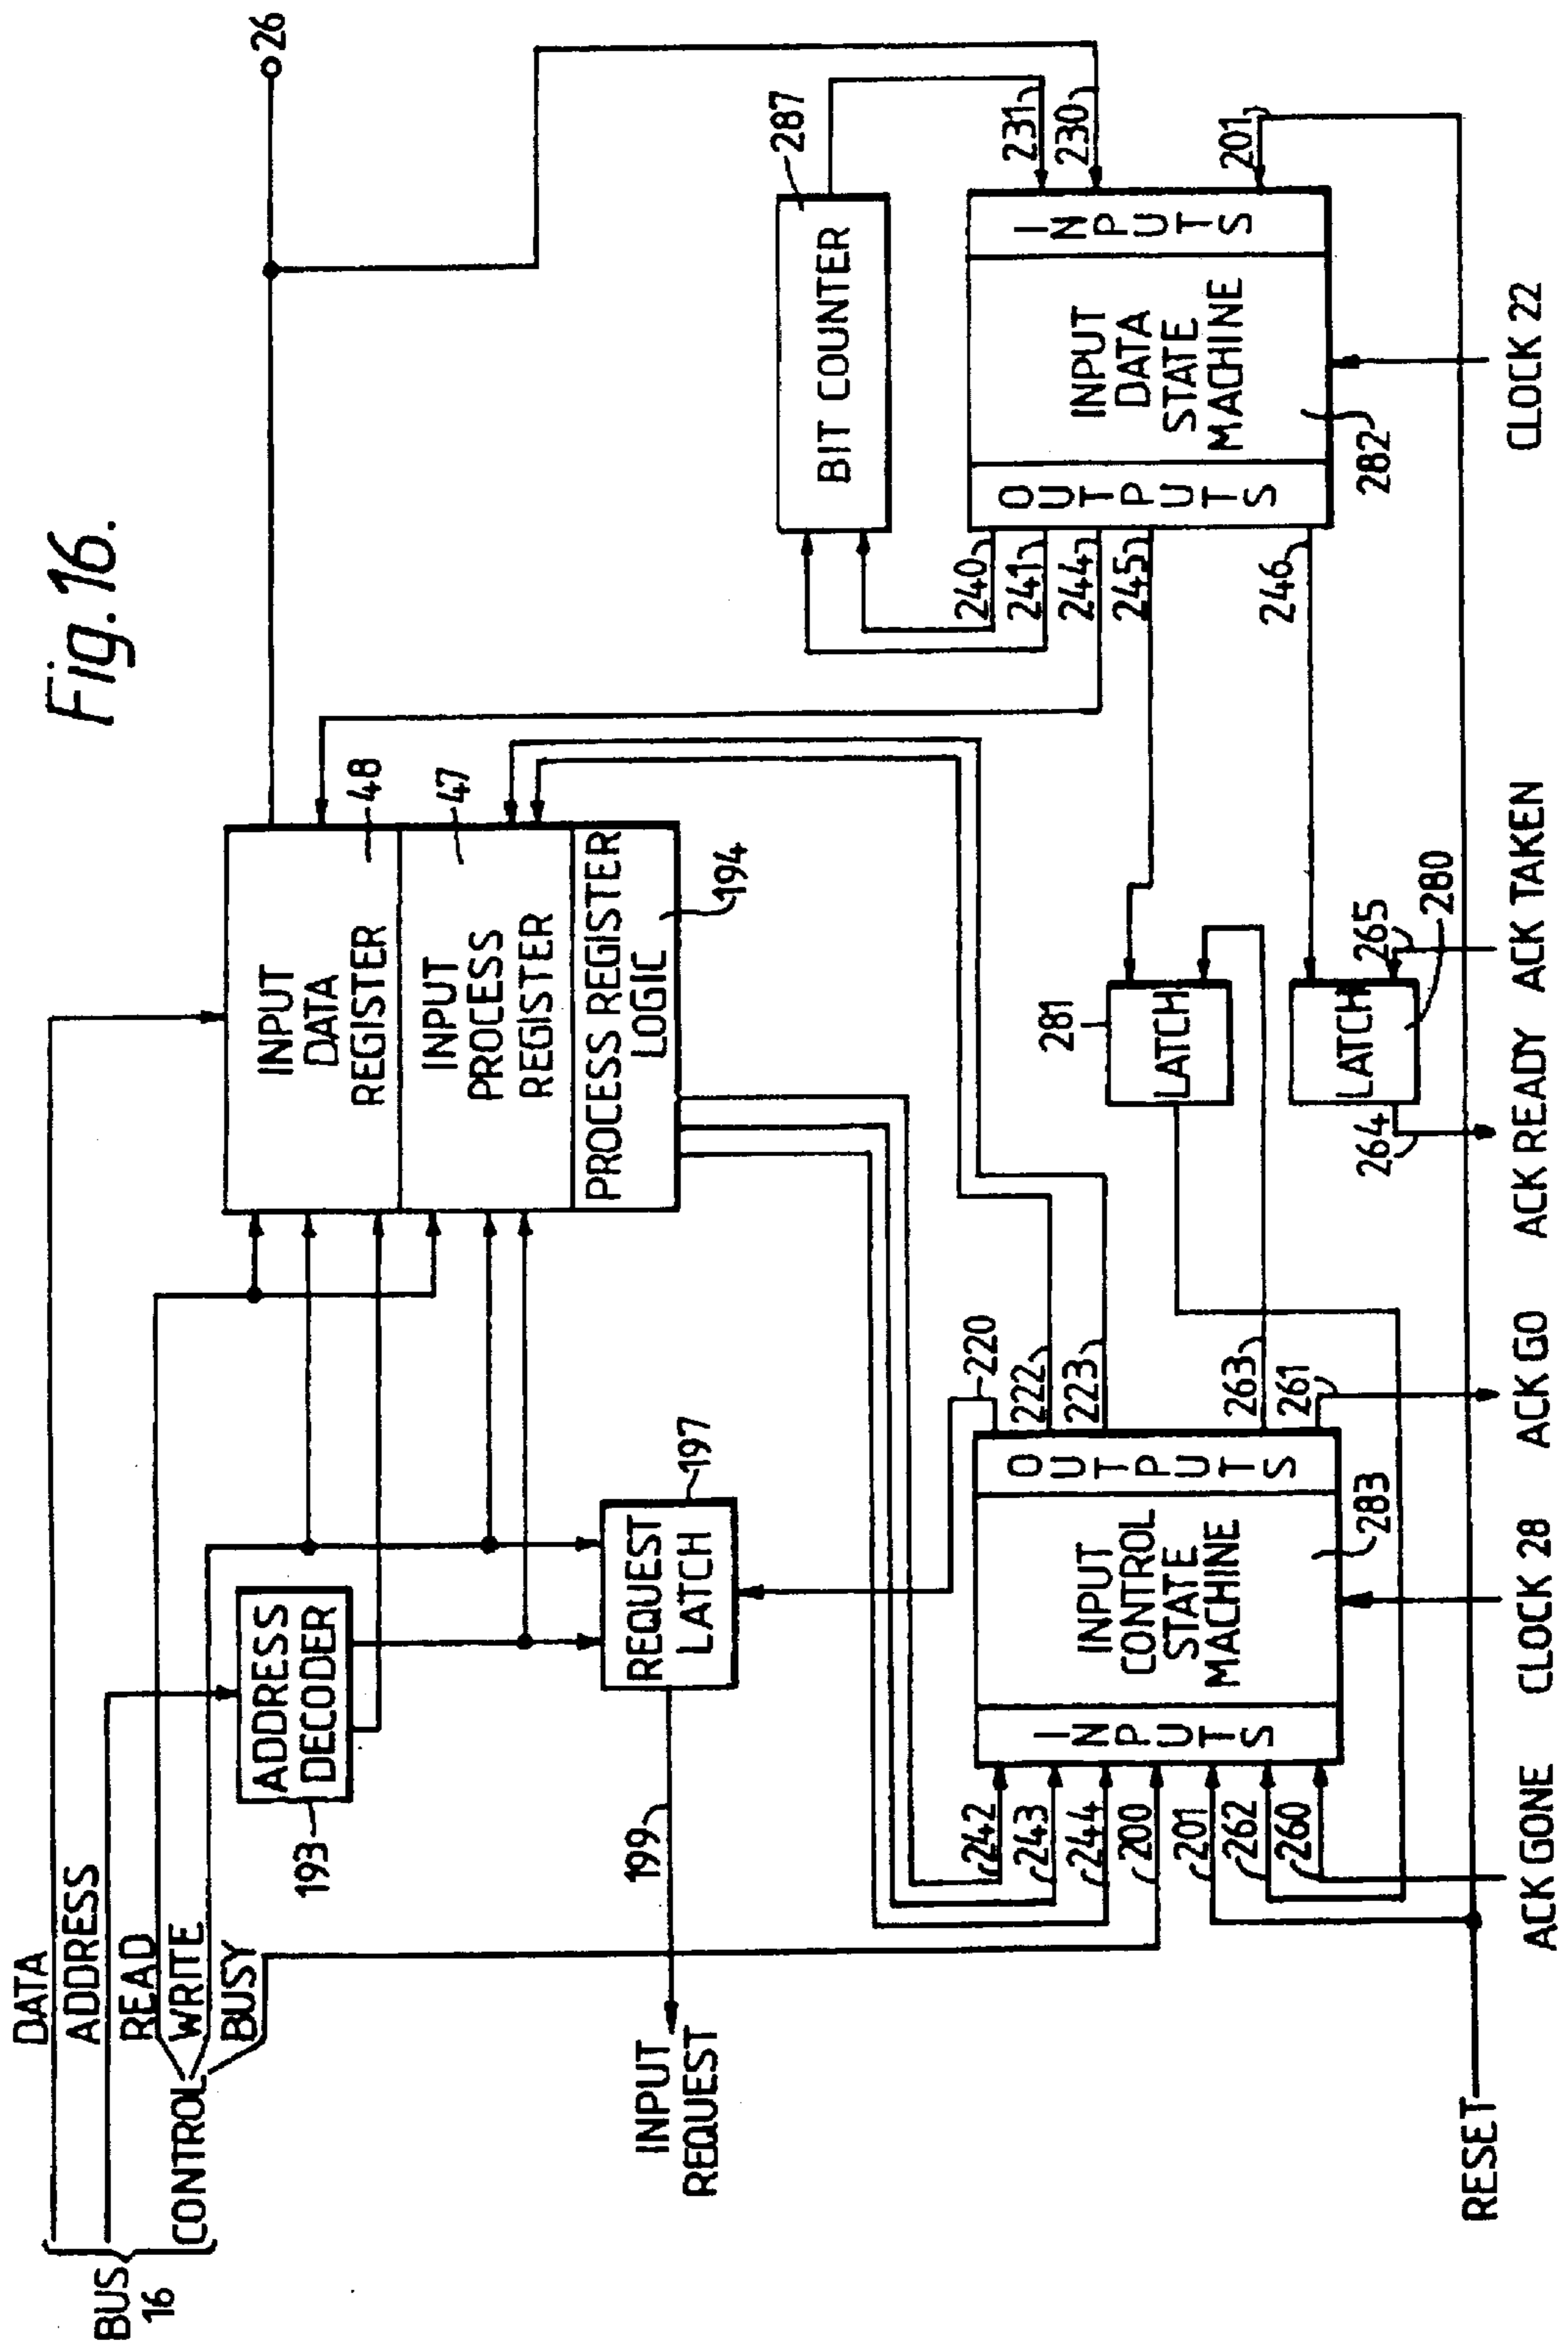 Fig. 16.
BUS
16
DATA
ADDRESS
CONTROL
READ
WRITE
BUSY
ADDRESS
DECODER
193
INPUT
DATA
REGISTER
48
INPUT
PROCESS
REGISTER
47
PROCESS REGISTER
LOGIC
194
26
REQUEST
LATCH
197
199
INPUT
REQUEST
BIT COUNTER
287
INPUTS
INPUT
CONTROL
STATE
MACHINE
OUTPUTS
283
242
243
244
200
201
262
260
220
222
223
263
261
LATCH
281
LATCH
280
264
265
OUTPUTS
INPUT
DATA
STATE
MACHINE
INPUTS
282
240
241
244
245
246
231
230
201
RESET
ACK GONE
CLOCK 28
ACK GO
ACK READY
ACK TAKEN
CLOCK 22